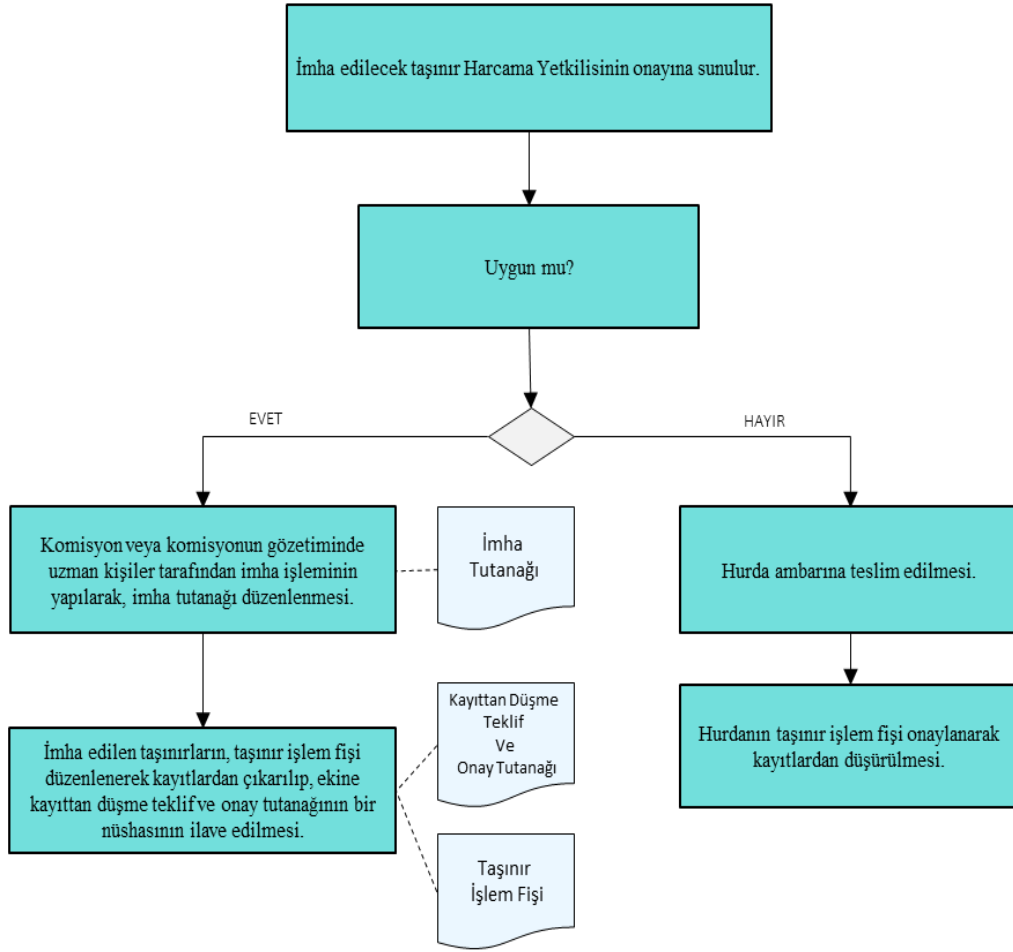 İmha edilecek taşınır Harcama Yetkilisinin onayına sunulur.
Uygun mu?
EVET
HAYIR
Komisyon veya komisyonun gözetiminde
uzman kişiler tarafından imha işleminin
yapılarak, imha tutanağı düzenlenmesi.
İmha
Tutanağı
Hurda ambarına teslim edilmesi.
İmha edilen taşınırların, taşınır işlem fişi
düzenlenerek kayıtlardan çıkarılıp, ekine
kayıttan düşme teklif ve onay tutanağının bir
nüshasının ilave edilmesi.
Kayıttan Düşme
Teklif
Ve
Onay Tutanağı
Taşınır
İşlem Fişi
Hurdanın taşınır işlem fişi onaylanarak
kayıtlardan düşürülmesi.